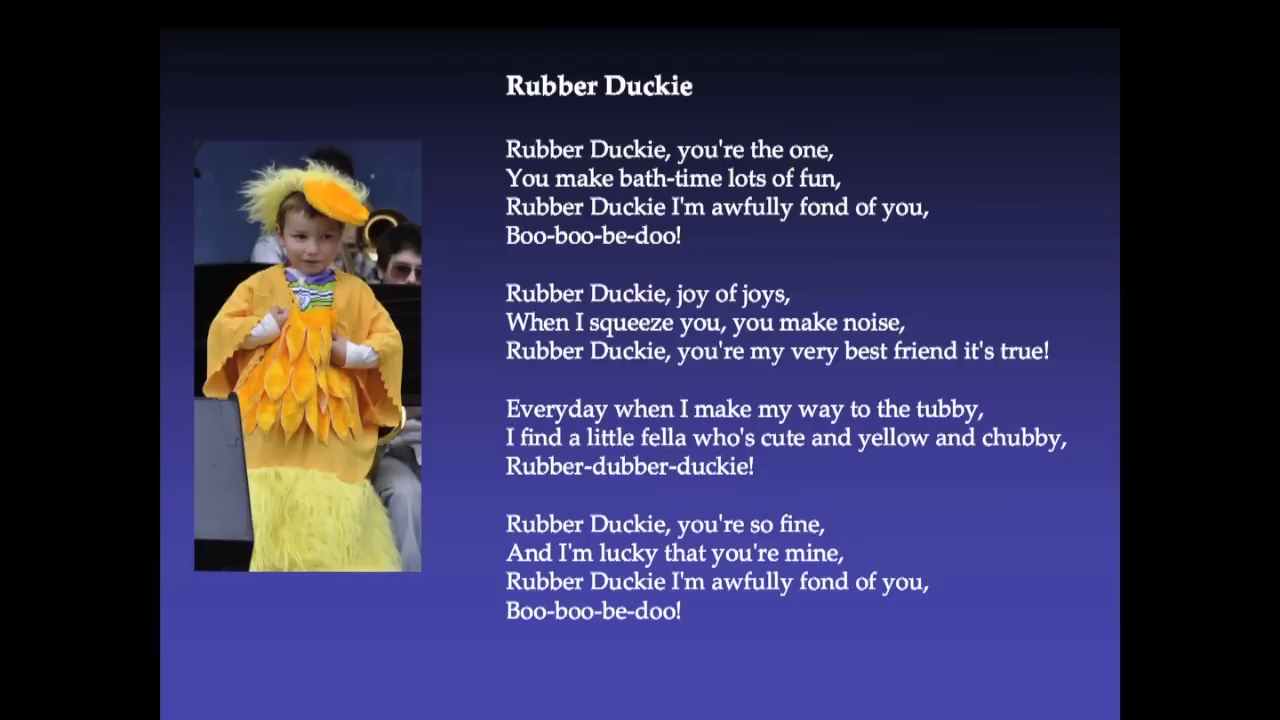 Rubber Duckie
Rubber Duckie, you're the one,
You make bath-time lots of fun,
Rubber Duckie I'm awfully fond of you,
Boo-boo-be-doo!
Rubber Duckie, joy of joys,
When I squeeze you, you make noise,
Rubber Duckie, you're my very best friend it's true!
Everyday when I make my way to the tubby,
I find a little fella who's cute and yellow and chubby,
Rubber-dubber-duckie!
Rubber Duckie, you're so fine,
And I'm lucky that you're mine,
Rubber Duckie I'm awfully fond of you,
Boo-boo-be-doo!